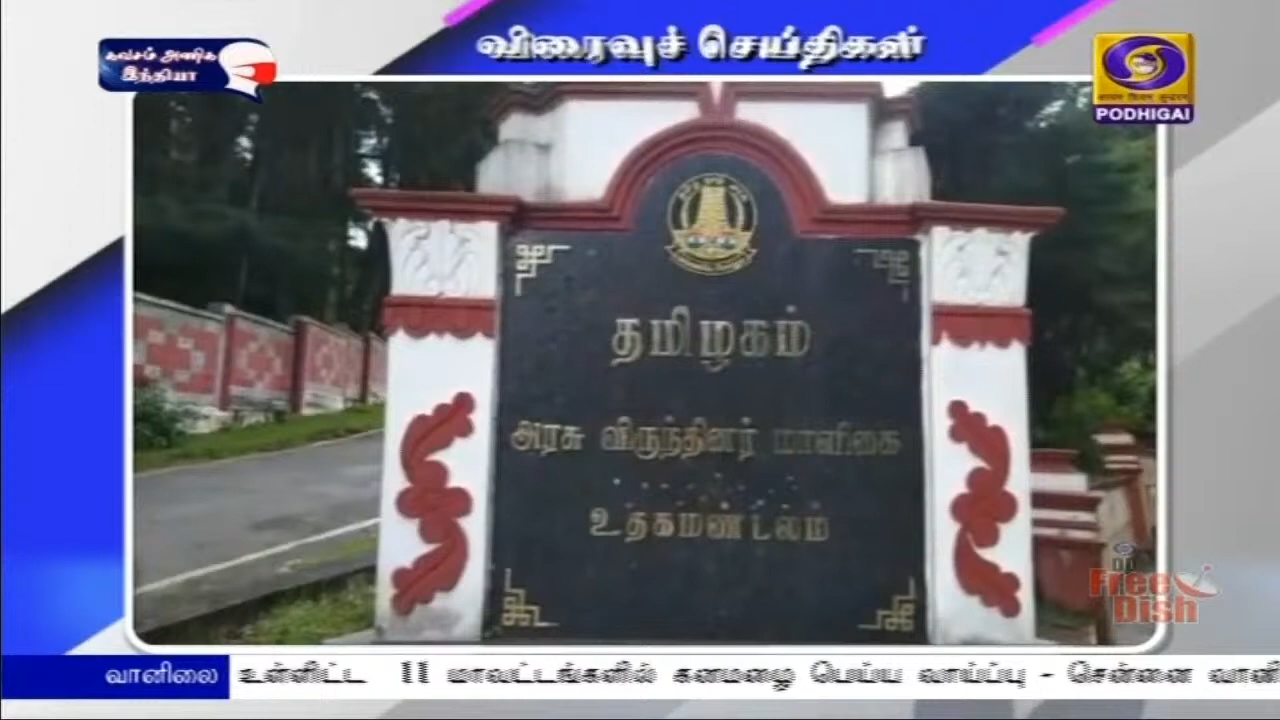 விரைவுச் செய்திகள்
கவசம் அணிக
இந்தியா
PODHIGAI
தமிழகம்
அரசு விருந்தினர் மாளிகை
உதகமண்டலம்
DD
Free
Dish
வானிலை
உள்ளிட்ட 11 மாவட்டங்களில் கனமழை பெய்ய வாய்ப்பு - சென்னை வானி